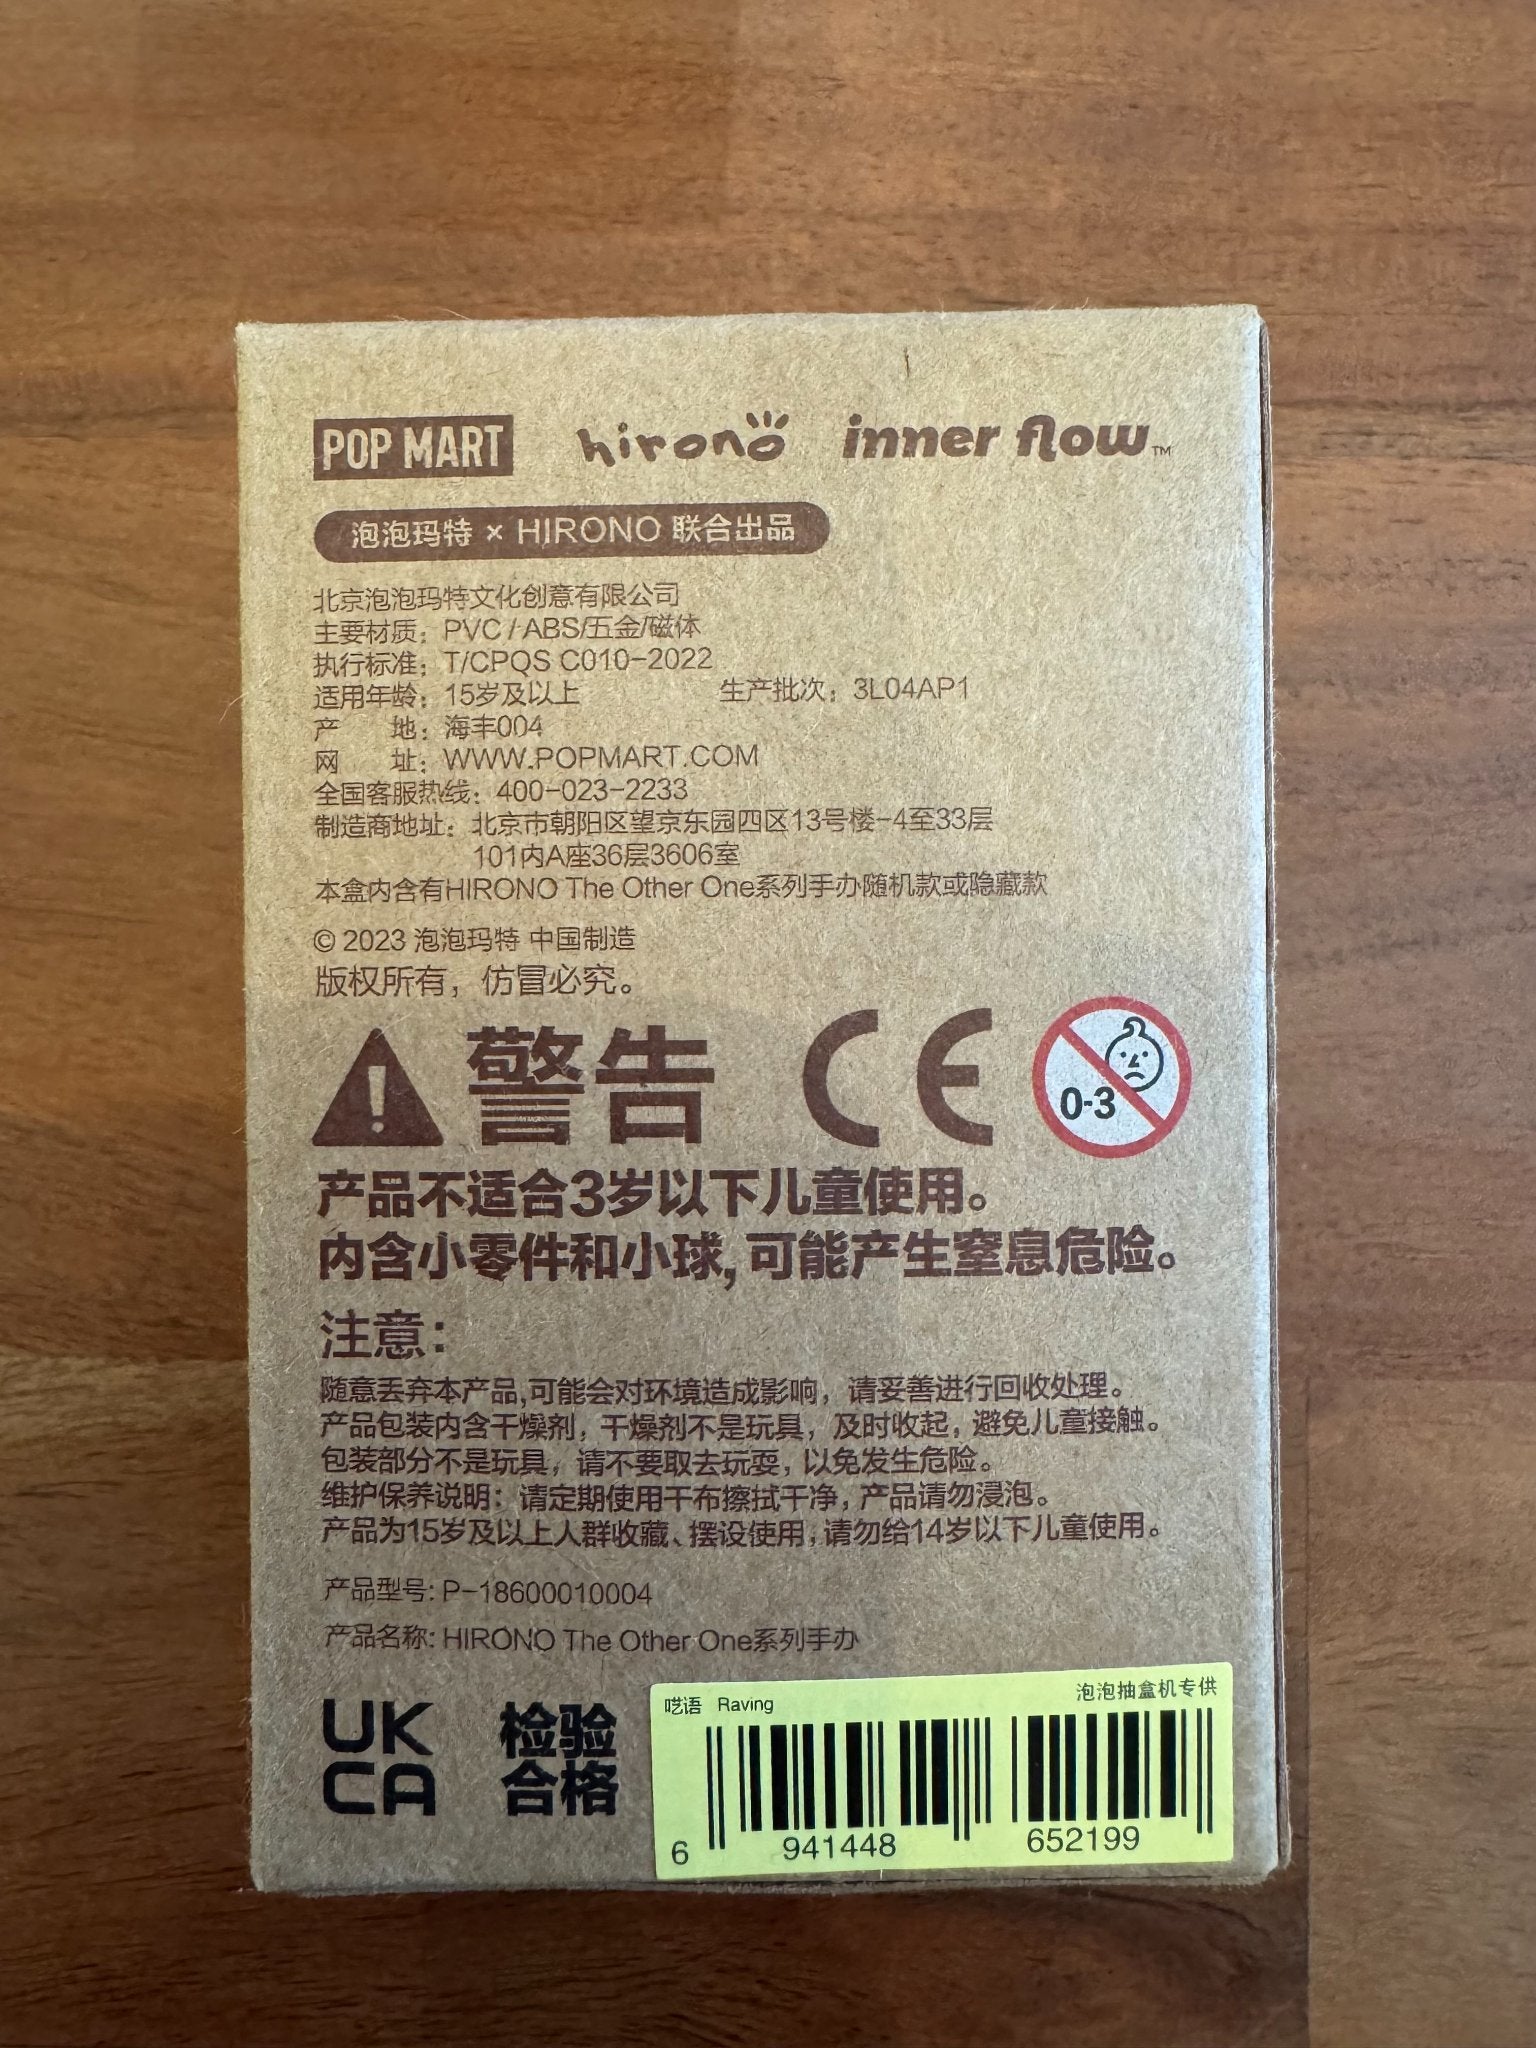 POP MART hirono inner flow™
泡泡玛特 × HIRONO 联合出品
北京泡泡玛特文化创意有限公司
主要材质：PVC / ABS/五金/磁体
执行标准：T/CPQS C010-2022
适用年龄：15岁及以上 生产批次：3L04AP1
产 地：海丰004
网 址：WWW.POPMART.COM
全国客服热线：400-023-2233
制造商地址：北京市朝阳区望京东园四区13号楼-4至33层
101内A座36层3606室
本盒内含有HIRONO The Other One系列手办随机款或隐藏款
© 2023 泡泡玛特 中国制造
版权所有，仿冒必究。
警告 CE 0-3
产品不适合3岁以下儿童使用。
内含小零件和小球，可能产生窒息危险。
注意：
随意丢弃本产品,可能会对环境造成影响，请妥善进行回收处理。
产品包装内含干燥剂，干燥剂不是玩具，及时收起，避免儿童接触。
包装部分不是玩具，请不要取去玩耍，以免发生危险。
维护保养说明：请定期使用干布擦拭干净，产品请勿浸泡。
产品为15岁及以上人群收藏、摆设使用，请勿给14岁以下儿童使用。
产品型号: P-18600010004
产品名称: HIRONO The Other One系列手办
UK
CA
检验
合格
呓语 Raving 泡泡抽盒机专供
6 941448 652199